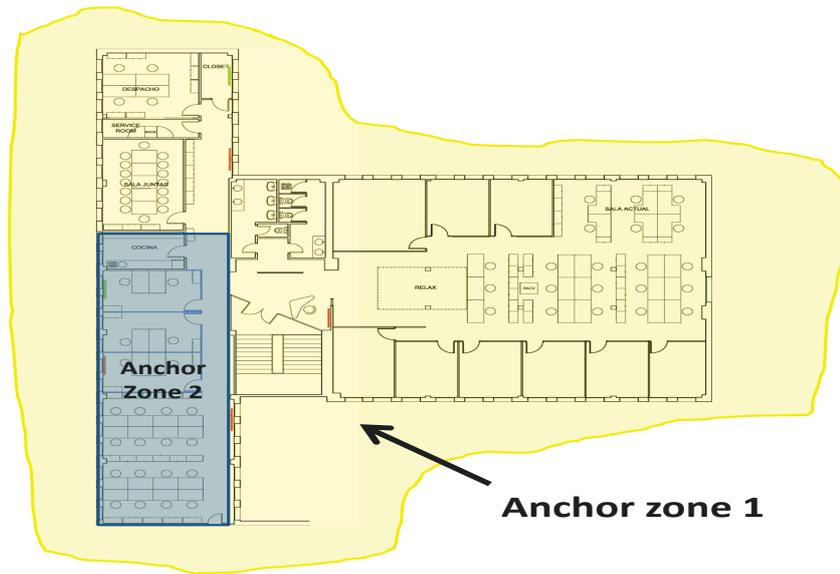 CLOSET
DESPACHO
SERVICE
ROOM
SALA JUNTAS
COCINA
SALA ACTUAL
RELAX
RACK
Anchor
Zone 2
Anchor zone 1